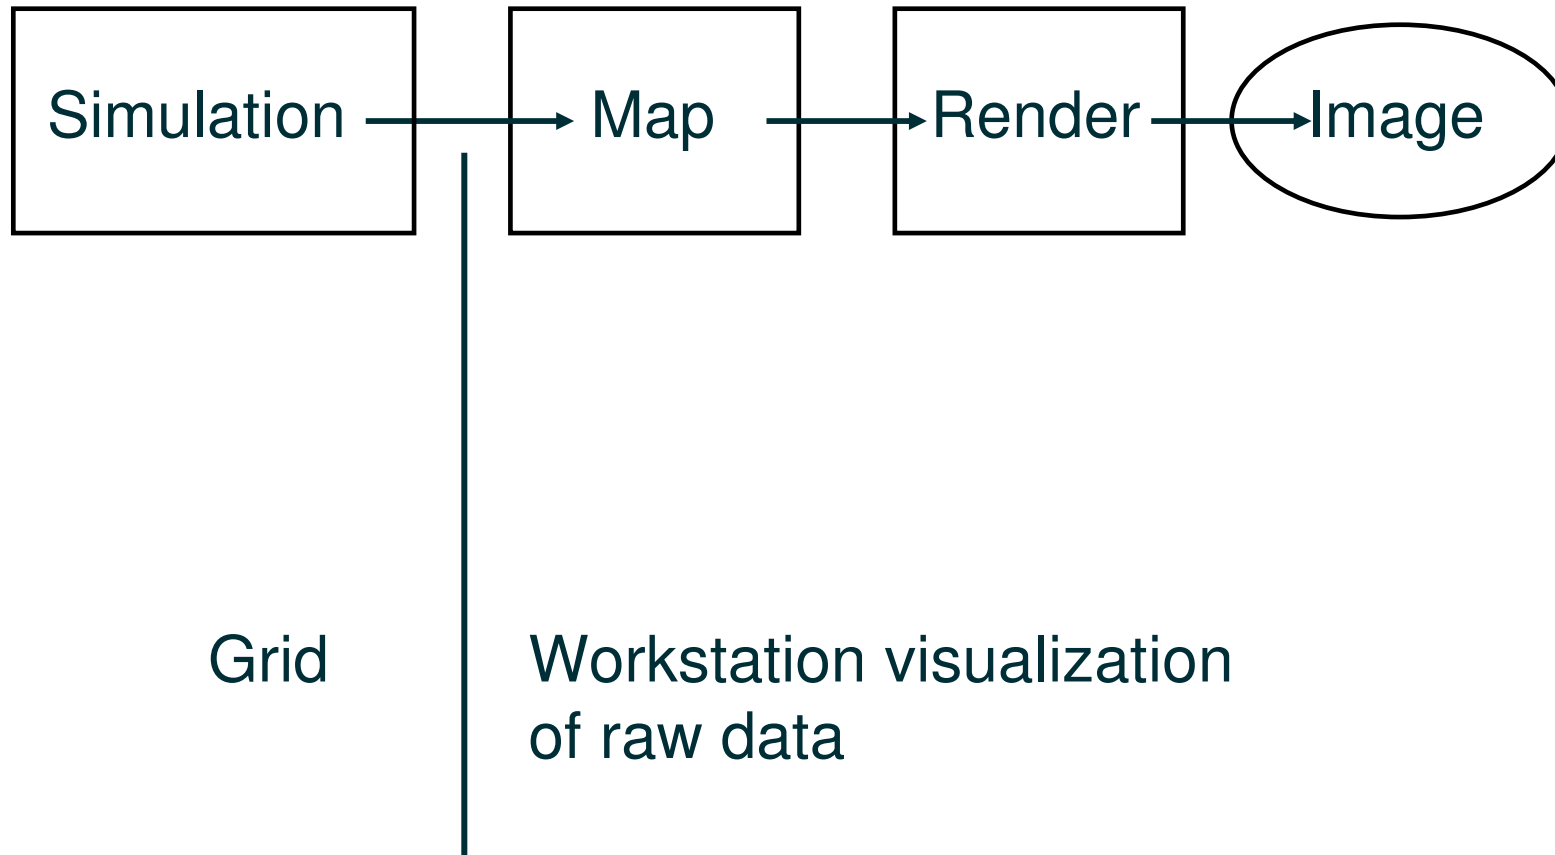 Simulation Map Render Image
Grid Workstation visualization
of raw data